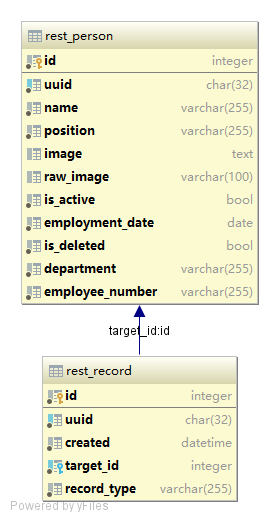 rest_person
id integer
uuid char(32)
name varchar(255)
position varchar(255)
image text
raw_image varchar(100)
is_active bool
employment_date date
is_deleted bool
department varchar(255)
employee_number varchar(255)
target_id:id
rest_record
id integer
uuid char(32)
created datetime
target_id integer
record_type varchar(255)
Powered by yFiles